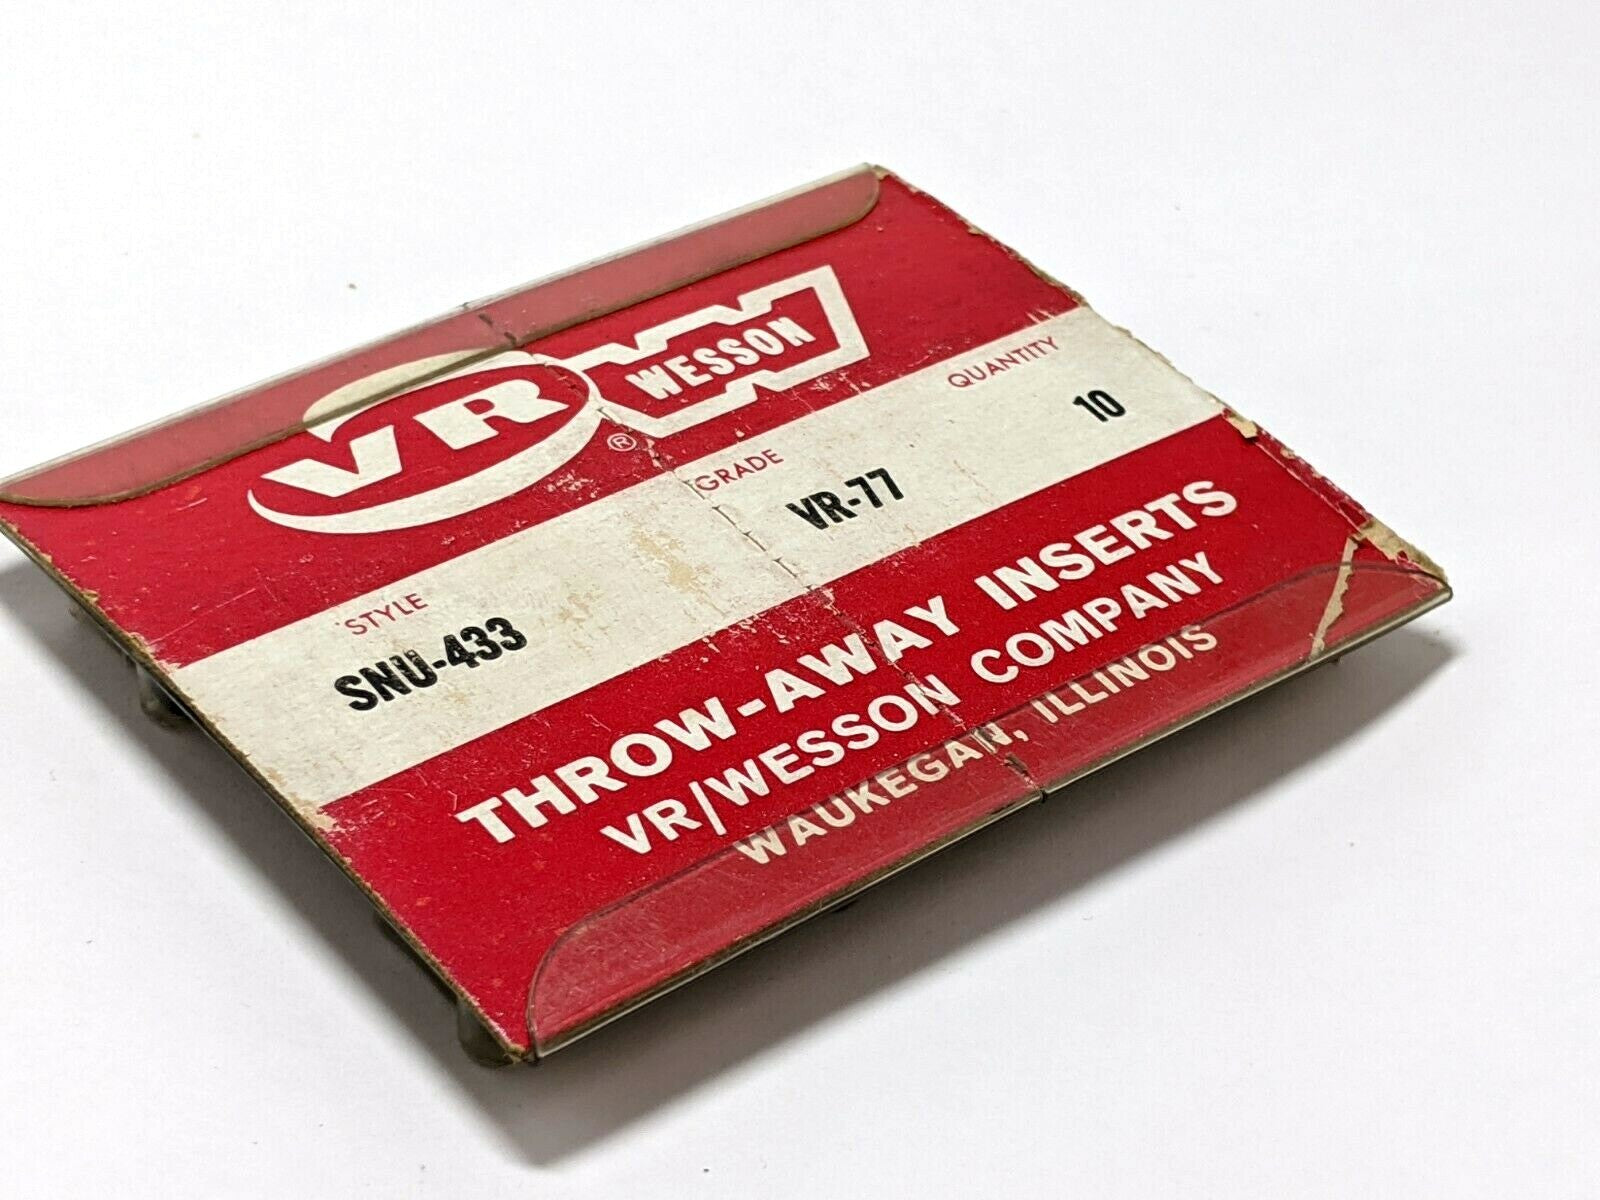 VR WESSON ®
STYLE GRADE QUANTITY
SNU-433 VR-77 10
THROW-AWAY INSERTS
VR/WESSON COMPANY
WAUKEGAN, ILLINOIS